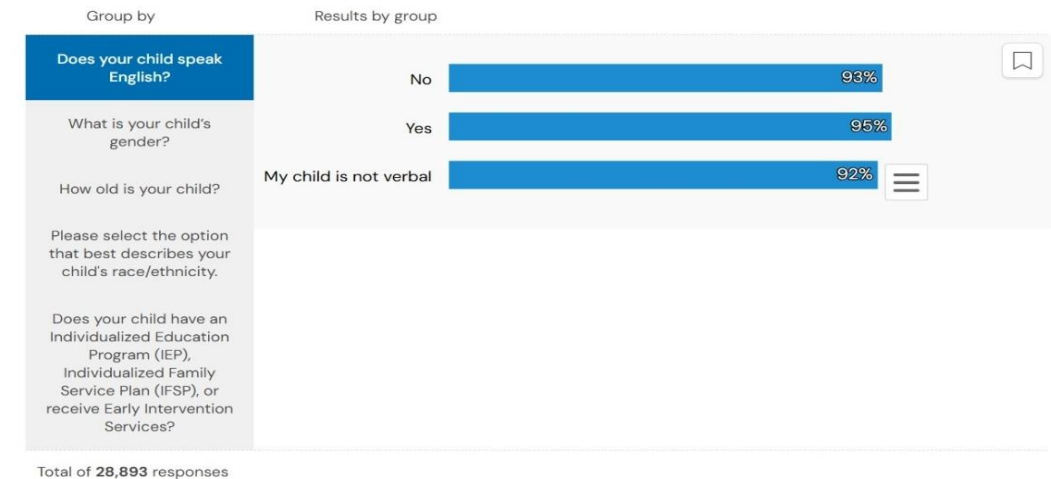 Group by
Results by group
Does your child speak
English?
What is your child's
gender?
How old is your child?
Please select the option
that best describes your
child's race/ethnicity.
Does your child have an
Individualized Education
Program (IEP),
Individualized Family
Service Plan (IFSP), or
receive Early Intervention
Services?
No 93%
Yes 95%
My child is not verbal 92%
Total of 28,893 responses